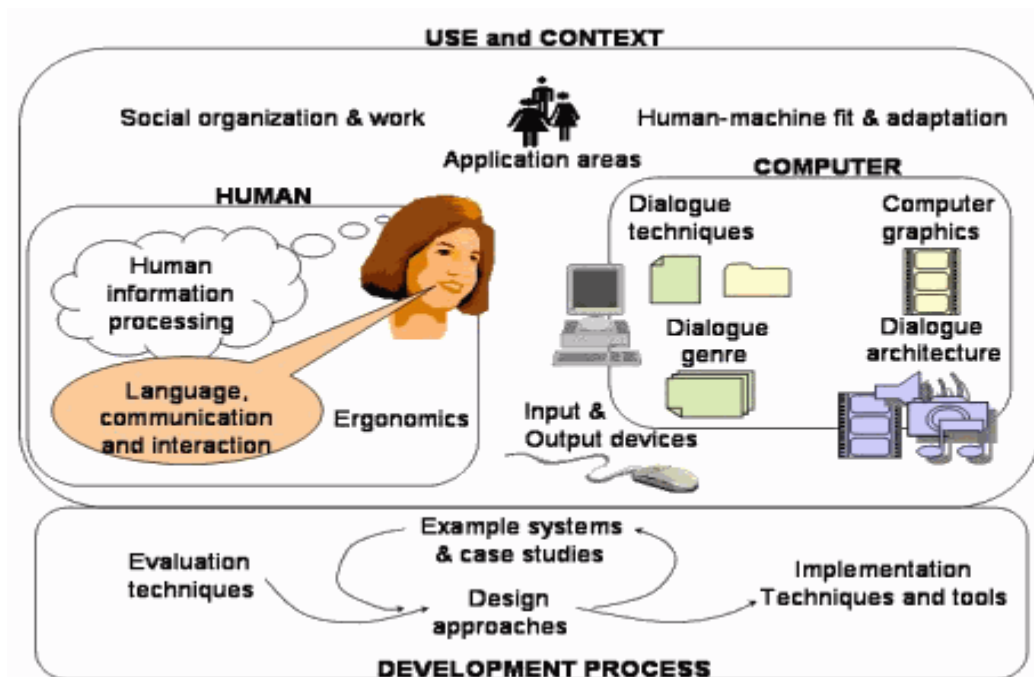 USE and CONTEXT
Social organization & work
Human-machine fit & adaptation
Application areas
HUMAN
COMPUTER
Human
information
processing
Language,
communication
and interaction
Ergonomics
Dialogue
techniques
Computer
graphics
Dialogue
genre
Dialogue
architecture
Input &
Output devices
Example systems
& case studies
Evaluation
techniques
Design
approaches
Implementation
Techniques and tools
DEVELOPMENT PROCESS